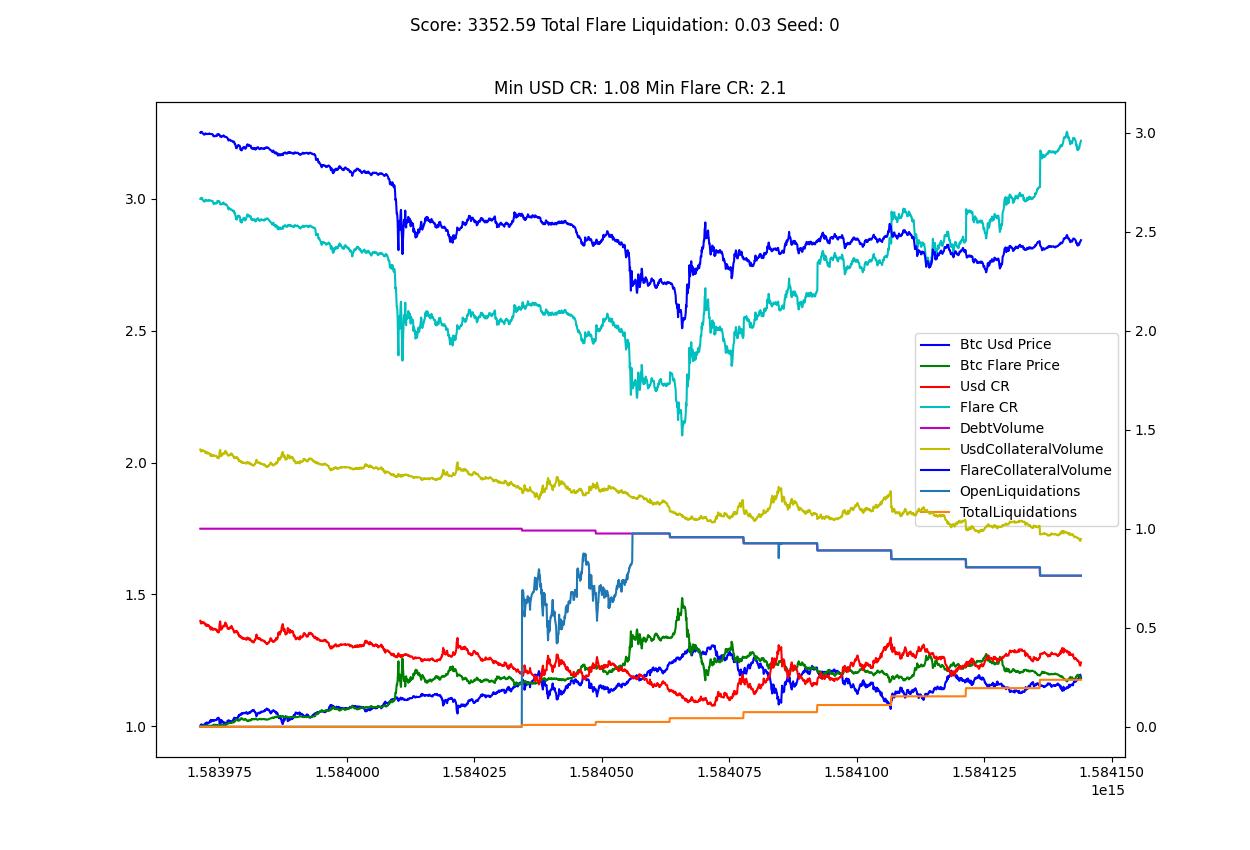 Score: 3352.59 Total Flare Liquidation: 0.03 Seed: 0
Min USD CR: 1.08 Min Flare CR: 2.1
3.0
2.5
2.0
1.5
1.0
3.0
2.5
2.0
1.5
1.0
0.5
0.0
Btc Usd Price
Btc Flare Price
Usd CR
Flare CR
DebtVolume
UsdCollateralVolume
FlareCollateralVolume
OpenLiquidations
TotalLiquidations
1.583975 1.584000 1.584025 1.584050 1.584075 1.584100 1.584125 1.584150
1e15